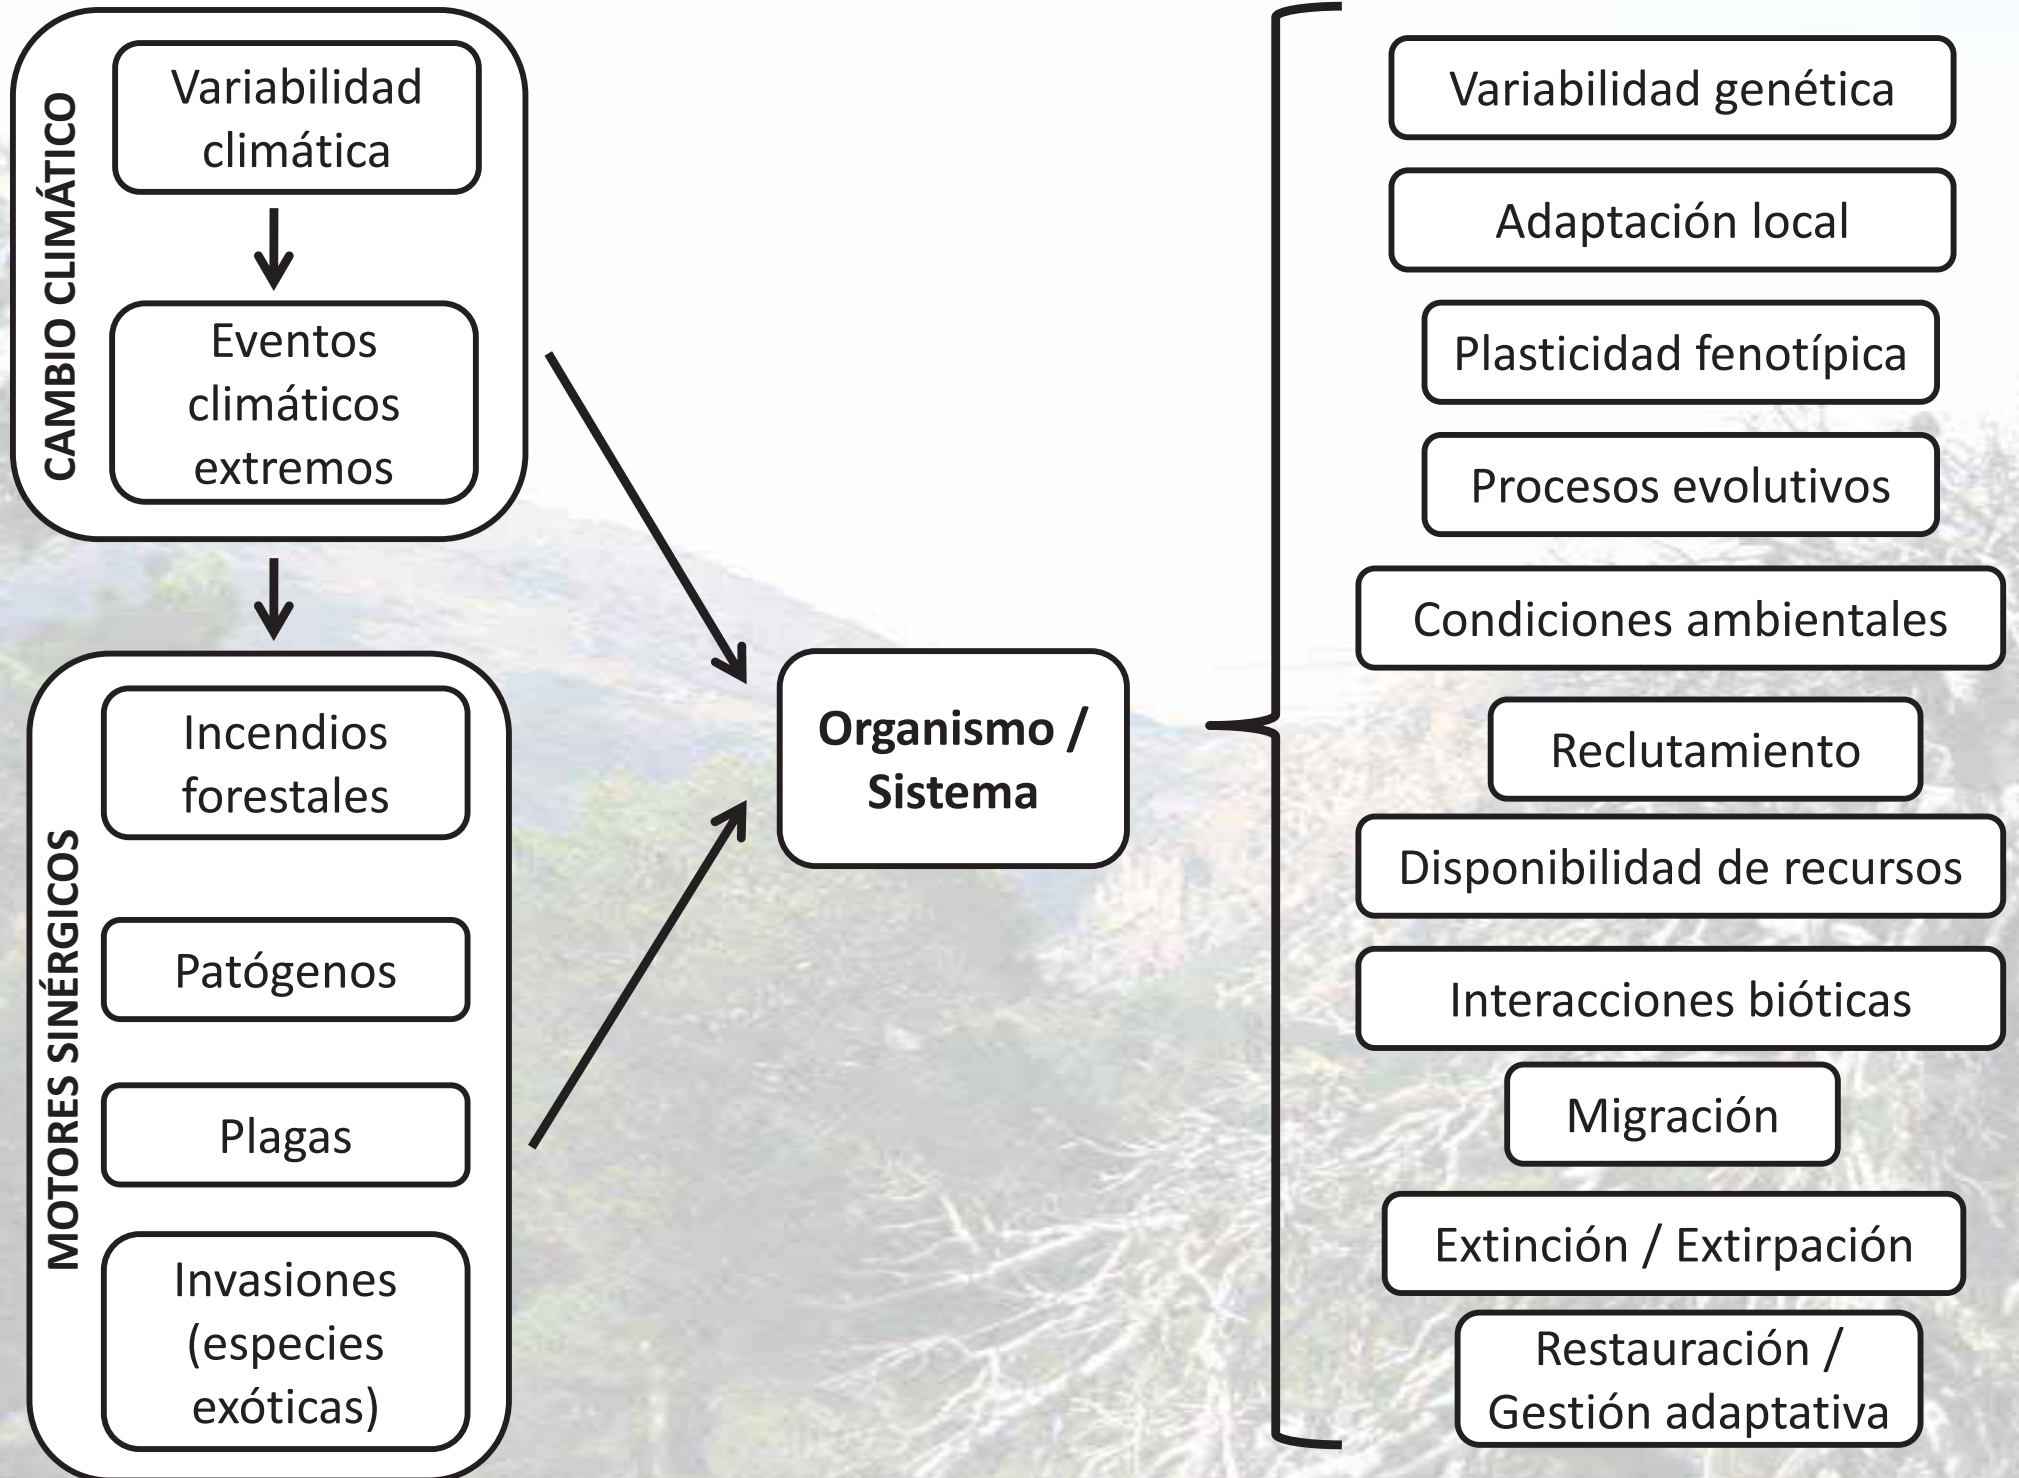 CAMBIO CLIMÁTICO
Variabilidad
climática
Eventos
climáticos
extremos
MOTORES SINÉRGICOS
Incendios
forestales
Patógenos
Plagas
Invasiones
(especies
exóticas)
Organismo /
Sistema
Variabilidad genética
Adaptación local
Plasticidad fenotípica
Procesos evolutivos
Condiciones ambientales
Reclutamiento
Disponibilidad de recursos
Interacciones bióticas
Migración
Extinción / Extirpación
Restauración /
Gestión adaptativa